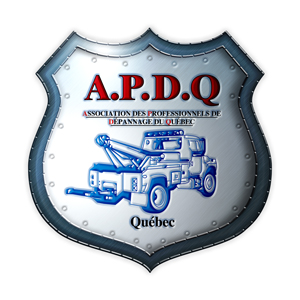 A.P.D.Q
ASSOCIATION DES PROFESSIONNELS DE
DÉPANNAGE DU QUÉBEC
Québec